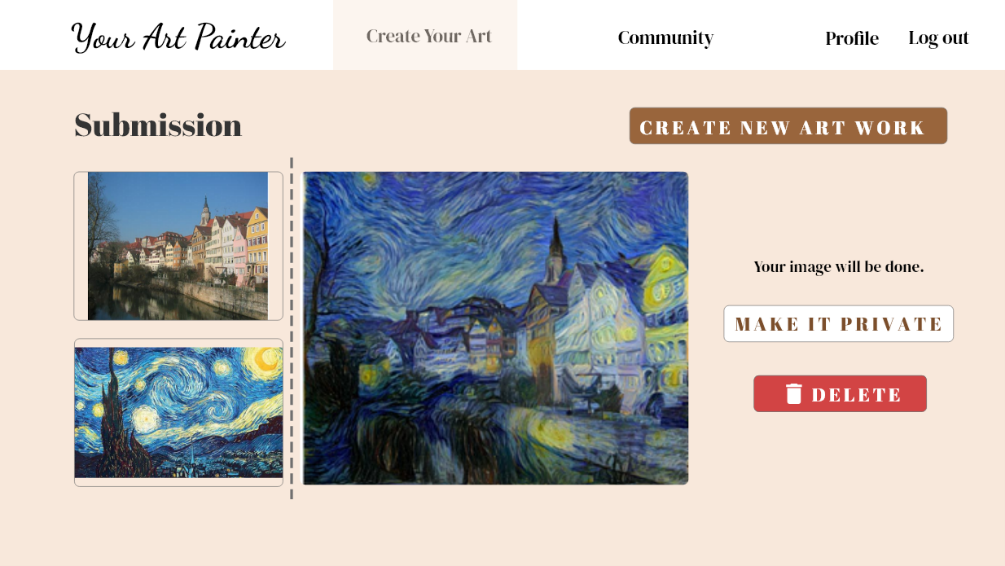 Your Art Painter
Create Your Art
Community
Profile
Log out
Submission
CREATE NEW ART WORK
Your image will be done.
MAKE IT PRIVATE
DELETE